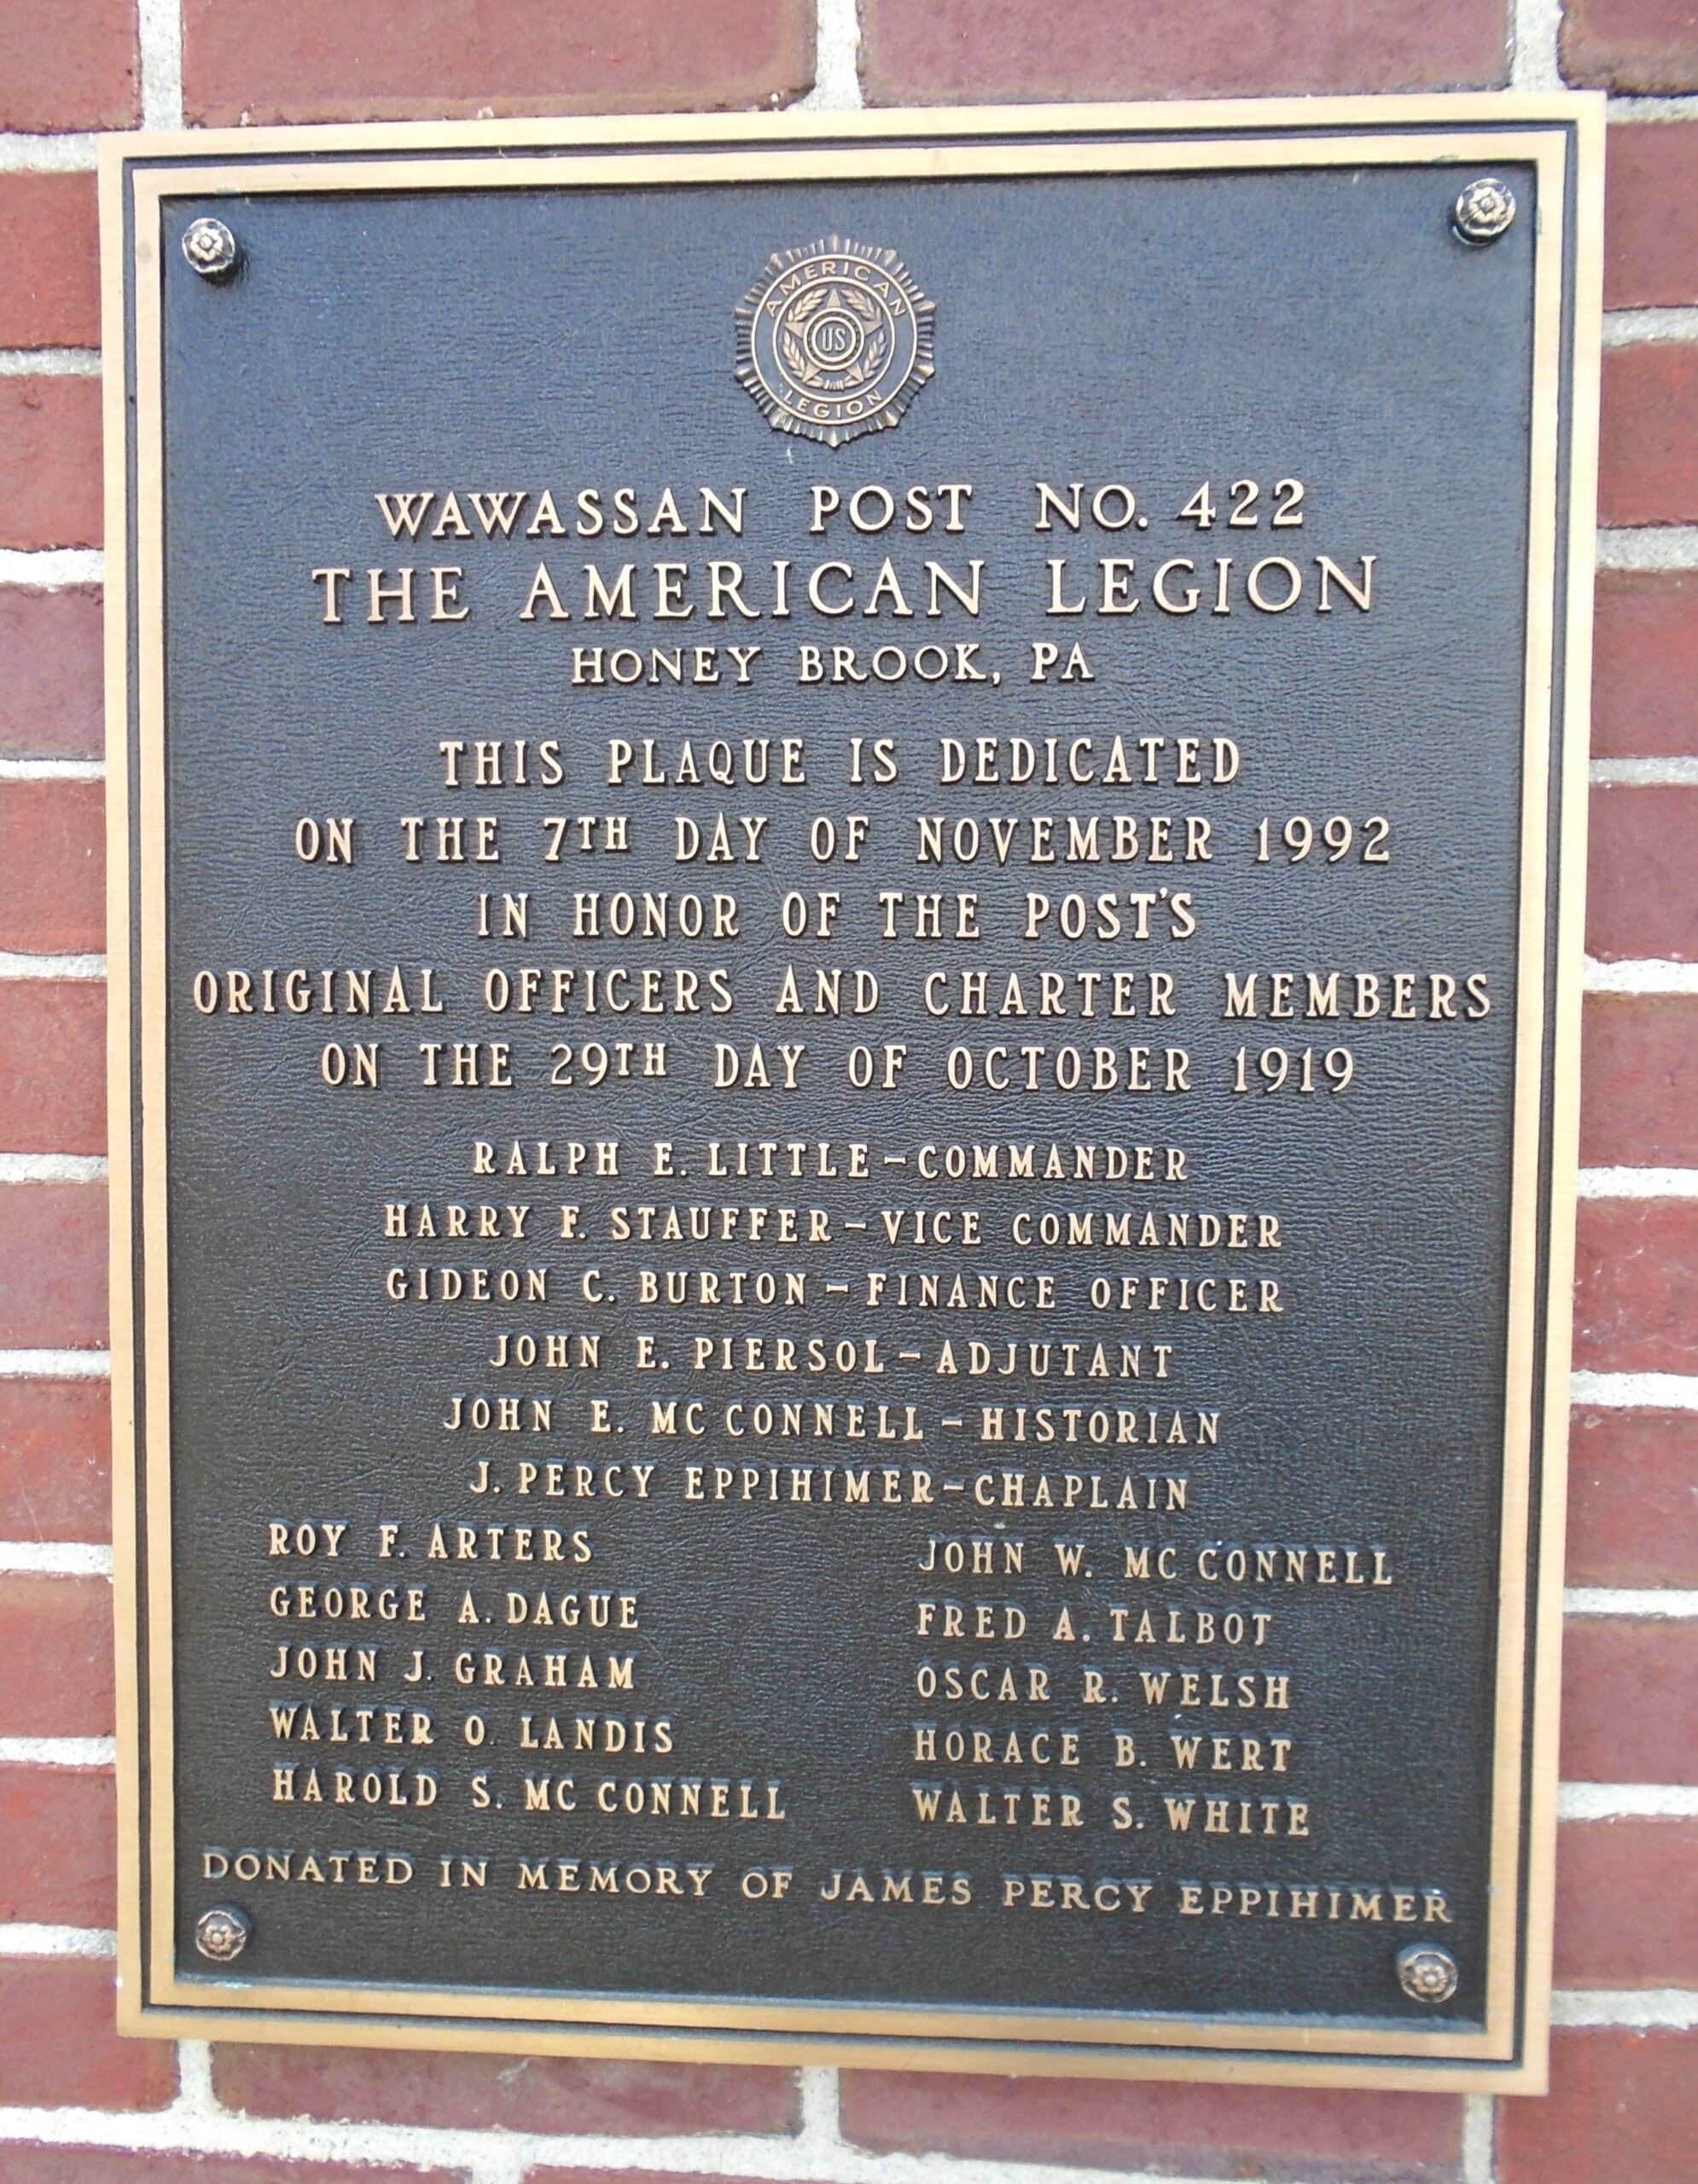 AMERICAN
US
LEGION
WAWASSAN POST NO. 422
THE AMERICAN LEGION
HONEY BROOK, PA
THIS PLAQUE IS DEDICATED
ON THE 7TH DAY OF NOVEMBER 1992
IN HONOR OF THE POST'S
ORIGINAL OFFICERS AND CHARTER MEMBERS
ON THE 29TH DAY OF OCTOBER 1919
RALPH E. LITTLE - COMMANDER
HARRY F. STAUFFER - VICE COMMANDER
GIDEON C. BURTON - FINANCE OFFICER
JOHN E. PIERSOL - ADJUTANT
JOHN E. MC CONNELL - HISTORIAN
J. PERCY EPPIHIMER - CHAPLAIN
ROY F. ARTERS
GEORGE A. DAGUE
JOHN J. GRAHAM
WALTER O. LANDIS
HAROLD S. MC CONNELL
JOHN W. MC CONNELL
FRED A. TALBOT
OSCAR R. WELSH
HORACE B. WERT
WALTER S. WHITE
DONATED IN MEMORY OF JAMES PERCY EPPIHIMER